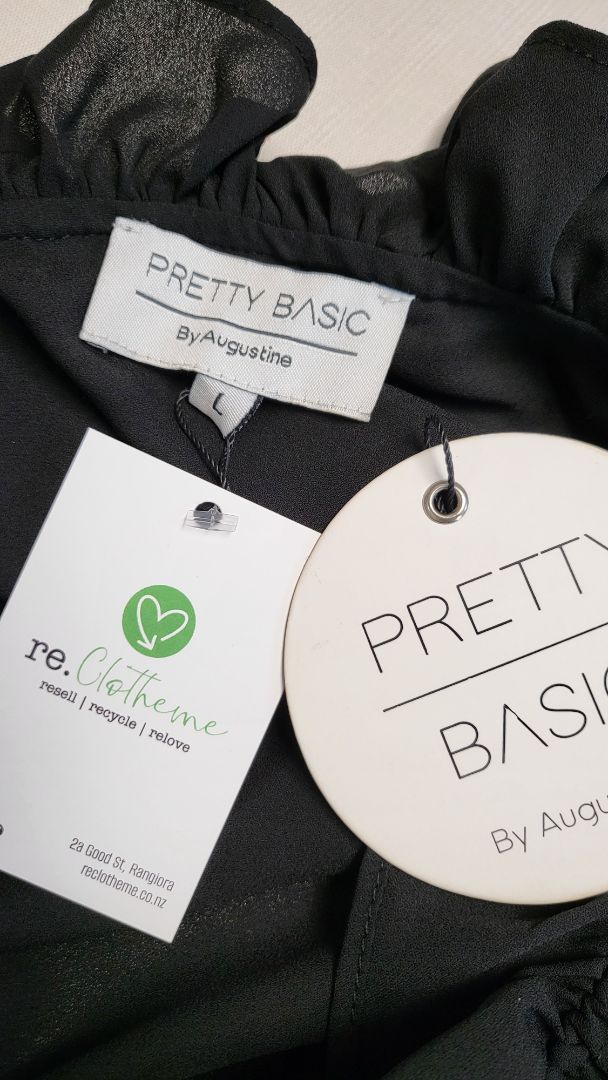 PRETTY BASIC
By Augustine
L
re.Clotheme
resell | recycle | relove
2a Good St, Rangiora
reclotheme.co.nz
PRETTY
BASIC
By Augu